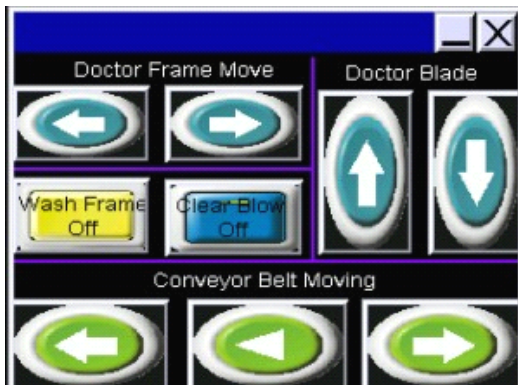 Doctor Frame Move
Doctor Blade
Wash Frame
Off
Clear Blow
Off
Conveyor Belt Moving